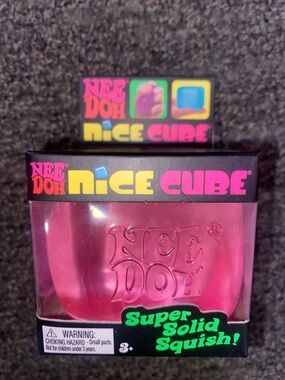 NEE
DOH
NICE CUBE
NEE
DOH NICE CUBE
NEE
DOH
Super
Solid
Squish!
⚠ WARNING:
CHOKING HAZARD - Small parts.
Not for children under 3 years.
3+